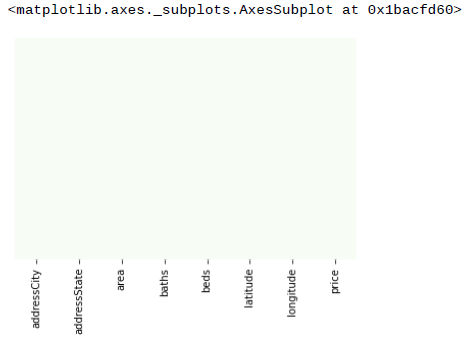 <matplotlib.axes._subplots.AxesSubplot at 0x1bacfd60>
addressCity
addressState
area
baths
beds
latitude
longitude
price